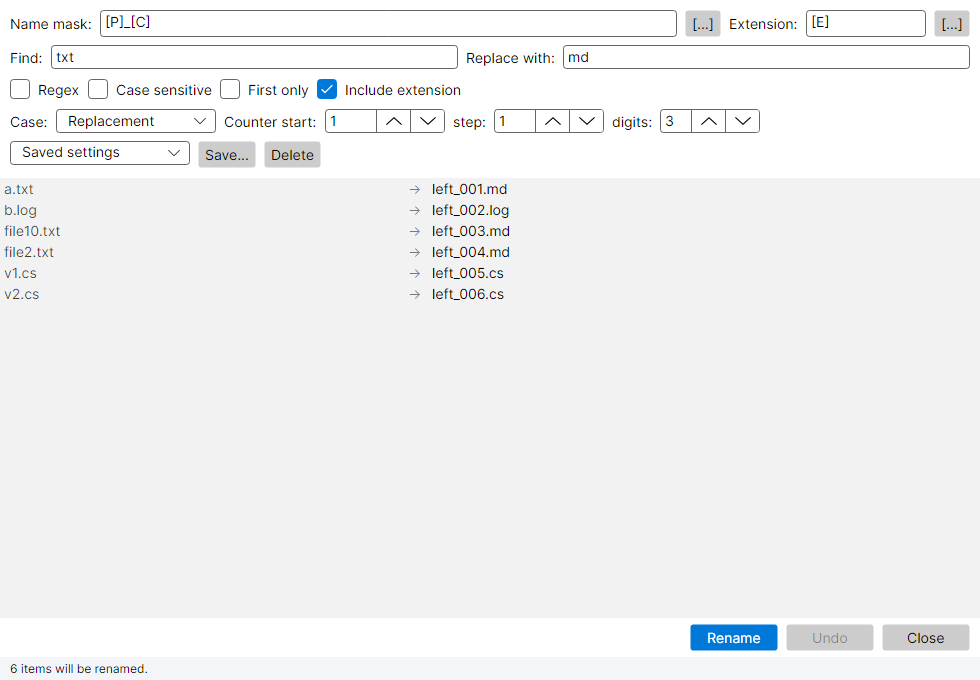 Name mask: [P]_[C] [...] Extension: [E] [...]
Find: txt Replace with: md
Regex Case sensitive First only Include extension
Case: Replacement Counter start: 1 step: 1 digits: 3
Saved settings Save... Delete
a.txt → left_001.md
b.log → left_002.log
file10.txt → left_003.md
file2.txt → left_004.md
v1.cs → left_005.cs
v2.cs → left_006.cs
Rename Undo Close
6 items will be renamed.